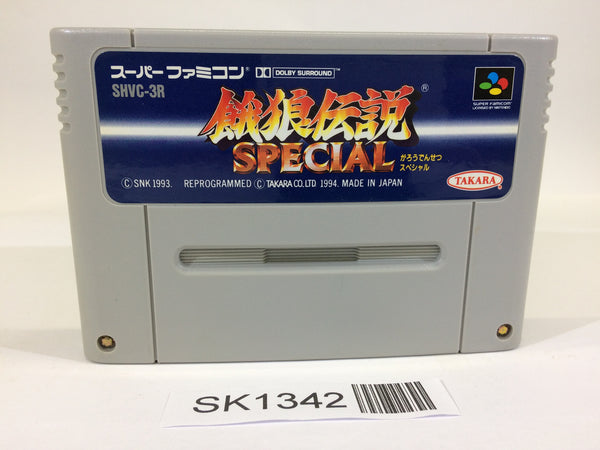 スーパーファミコン® DOLBY SURROUND™
SHVC-3R
餓狼伝説®
SPECIAL
がろうでんせつ
スペシャル
SUPER FAMICOM
LICENSED BY NINTENDO
TAKARA®
Ⓒ SNK 1993. REPROGRAMMED Ⓒ TAKARA CO.,LTD 1994. MADE IN JAPAN
SK1342